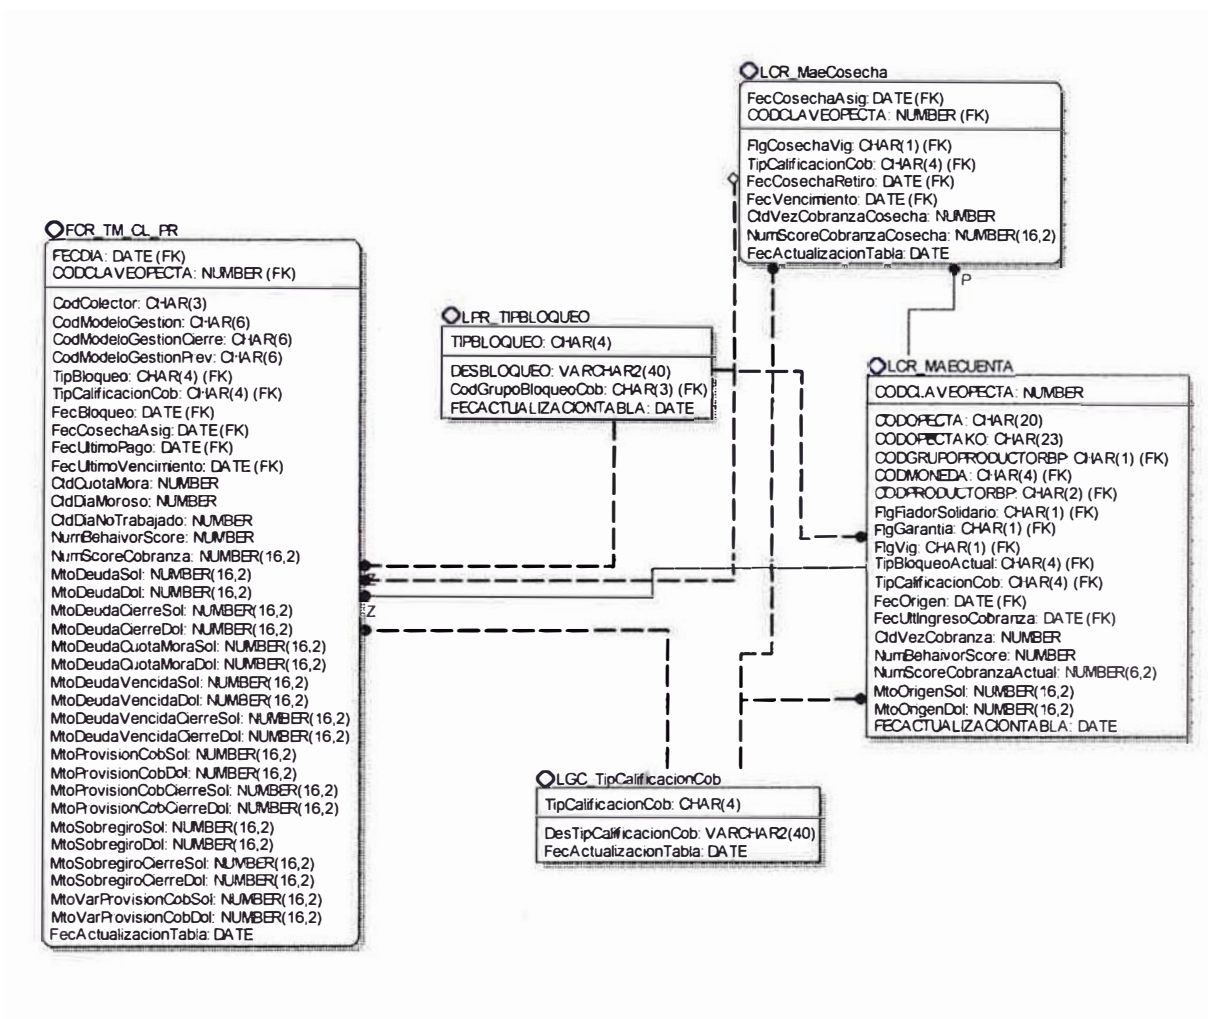 LCR_MaeCosecha
FecCosechaAsig: DATE (FK)
CODCLAVEOPECTA: NUMBER (FK)
FlgCosechaVig: CHAR(1) (FK)
TipCalificacionCob: CHAR(4) (FK)
FecCosechaRetiro: DATE (FK)
FecVencimiento: DATE (FK)
CtdVezCobranzaCosecha: NUMBER
NumScoreCobranzaCosecha: NUMBER(16,2)
FecActualizacionTabla: DATE
P
FCR_TM_CL_PR
FECDIA: DATE (FK)
CODCLAVEOPECTA: NUMBER (FK)
CodColector: CHAR(3)
CodModeloGestion: CHAR(6)
CodModeloGestionCierre: CHAR(6)
CodModeloGestionPrev: CHAR(6)
TipBloqueo: CHAR(4) (FK)
TipCalificacionCob: CHAR(4) (FK)
FecBloqueo: DATE (FK)
FecCosechaAsig: DATE (FK)
FecUltimoPago: DATE (FK)
FecUltimoVencimiento: DATE (FK)
CtdCuotaMora: NUMBER
CtdDiaMoroso: NUMBER
CtdDiaNoTrabajado: NUMBER
NumBehaivorScore: NUMBER
NumScoreCobranza: NUMBER(16,2)
MtoDeudaSol: NUMBER(16,2)
MtoDeudaDol: NUMBER(16,2)
MtoDeudaCierreSol: NUMBER(16,2)
MtoDeudaCierreDol: NUMBER(16,2)
MtoDeudaCuotaMoraSol: NUMBER(16,2)
MtoDeudaCuotaMoraDol: NUMBER(16,2)
MtoDeudaVencidaSol: NUMBER(16,2)
MtoDeudaVencidaDol: NUMBER(16,2)
MtoDeudaVencidaCierreSol: NUMBER(16,2)
MtoDeudaVencidaCierreDol: NUMBER(16,2)
MtoProvisionCobSol: NUMBER(16,2)
MtoProvisionCobDol: NUMBER(16,2)
MtoProvisionCobCierreSol: NUMBER(16,2)
MtoProvisionCobCierreDol: NUMBER(16,2)
MtoSobregiroSol: NUMBER(16,2)
MtoSobregiroDol: NUMBER(16,2)
MtoSobregiroCierreSol: NUMBER(16,2)
MtoSobregiroCierreDol: NUMBER(16,2)
MtoVarProvisionCobSol: NUMBER(16,2)
MtoVarProvisionCobDol: NUMBER(16,2)
FecActualizacionTabla: DATE
Z
Z
LPR_TIPBLOQUEO
TIPBLOQUEO: CHAR(4)
DESBLOQUEO: VARCHAR2(40)
CodGrupoBloqueoCob: CHAR(3) (FK)
FECACTUALIZACIONTABLA: DATE
LCR_MAECUENTA
CODCLAVEOPECTA: NUMBER
CODOPECTA: CHAR(20)
CODOPECTAKO: CHAR(23)
CODGRUPOPRODUCTORBP: CHAR(1) (FK)
CODMONEDA: CHAR(4) (FK)
CODPRODUCTORBP: CHAR(2) (FK)
FlgFiadorSolidario: CHAR(1) (FK)
FlgGarantia: CHAR(1) (FK)
FlgVig: CHAR(1) (FK)
TipBloqueoActual: CHAR(4) (FK)
TipCalificacionCob: CHAR(4) (FK)
FecOrigen: DATE (FK)
FecUltIngresoCobranza: DATE (FK)
CtdVezCobranza: NUMBER
NumBehaivorScore: NUMBER
NumScoreCobranzaActual: NUMBER(6,2)
MtoOrigenSol: NUMBER(16,2)
MtoOrigenDol: NUMBER(16,2)
FECACTUALIZACIONTABLA: DATE
LGC_TipCalificacionCob
TipCalificacionCob: CHAR(4)
DesTipCalificacionCob: VARCHAR2(40)
FecActualizacionTabla: DATE